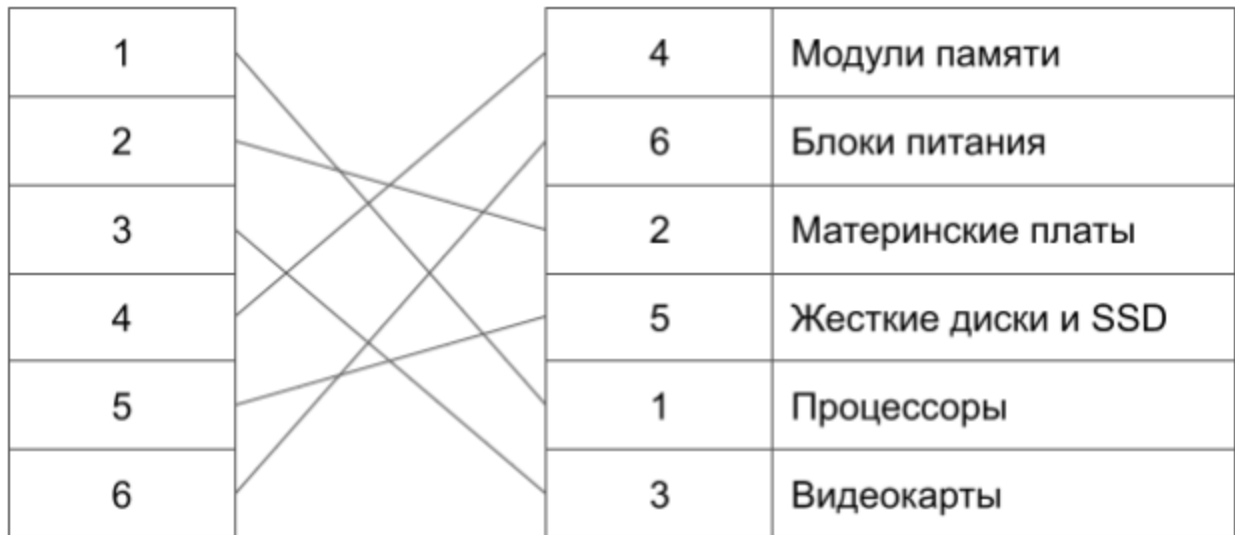 1 4 Модули памяти
2 6 Блоки питания
3 2 Материнские платы
4 5 Жесткие диски и SSD
5 1 Процессоры
6 3 Видеокарты